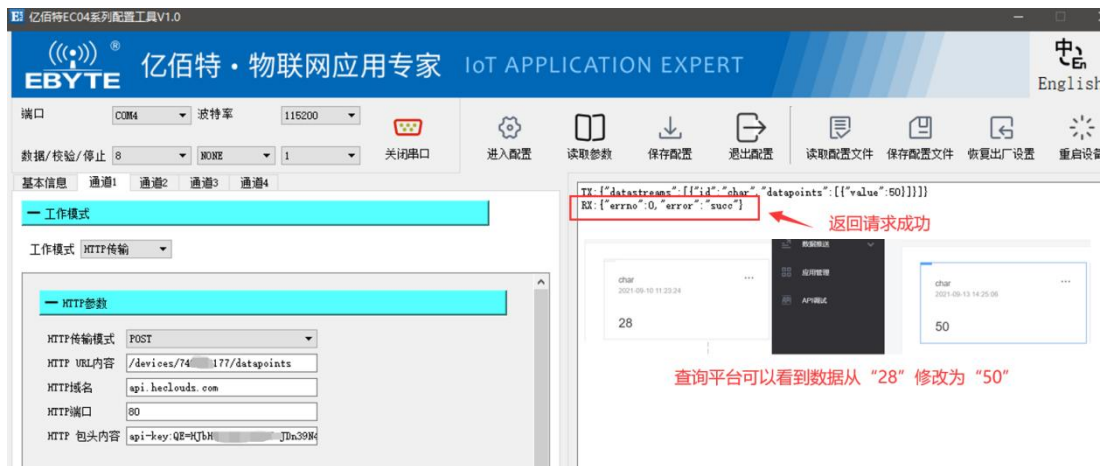 亿佰特EC04系列配置工具V1.0
(((•))) ®
EBYTE 亿佰特·物联网应用专家 IoT APPLICATION EXPERT
中 En
English
端口 COM4 波特率 115200
数据/校验/停止 8 NONE 1
关闭串口 进入配置 读取参数 保存配置 退出配置 读取配置文件 保存配置文件 恢复出厂设置 重启设备
基本信息 通道1 通道2 通道3 通道4
工作模式
工作模式 HTTP传输
HTTP参数
HTTP传输模式 POST
HTTP URL内容 /devices/74 177/datapoints
HTTP域名 api.heclouds.com
HTTP端口 80
HTTP 包头内容 api-key:QE=HJbH JDn39N4
TX:{"datastreams":[{"id":"char","datapoints":[{"value":50}]}]}
RX:{"errno":0,"error":"succ"}
返回请求成功
char
2021-09-10 11:23:24
28
数据推送
应用管理
API调试
char
2021-09-13 14:25:06
50
查询平台可以看到数据从“28”修改为“50”